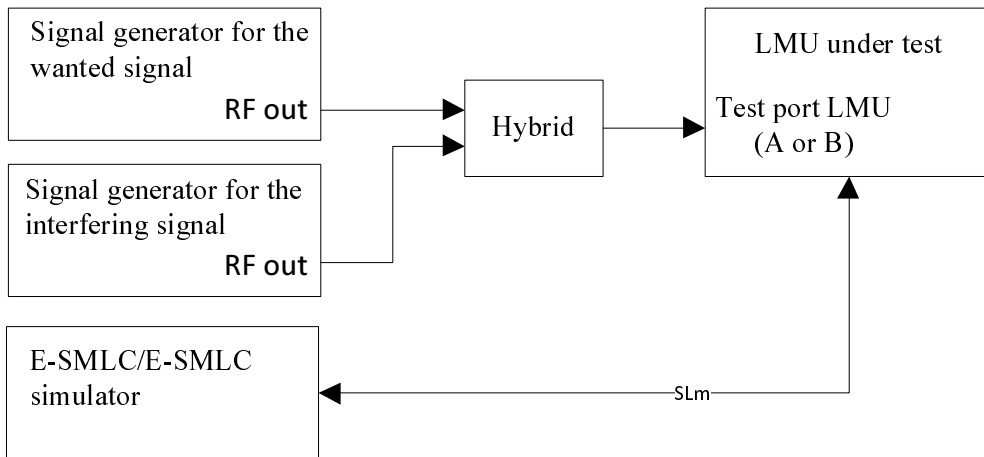 Signal generator for the
wanted signal
RF out
Signal generator for the
interfering signal
RF out
E-SMLC/E-SMLC
simulator
Hybrid
LMU under test
Test port LMU
(A or B)
SLm